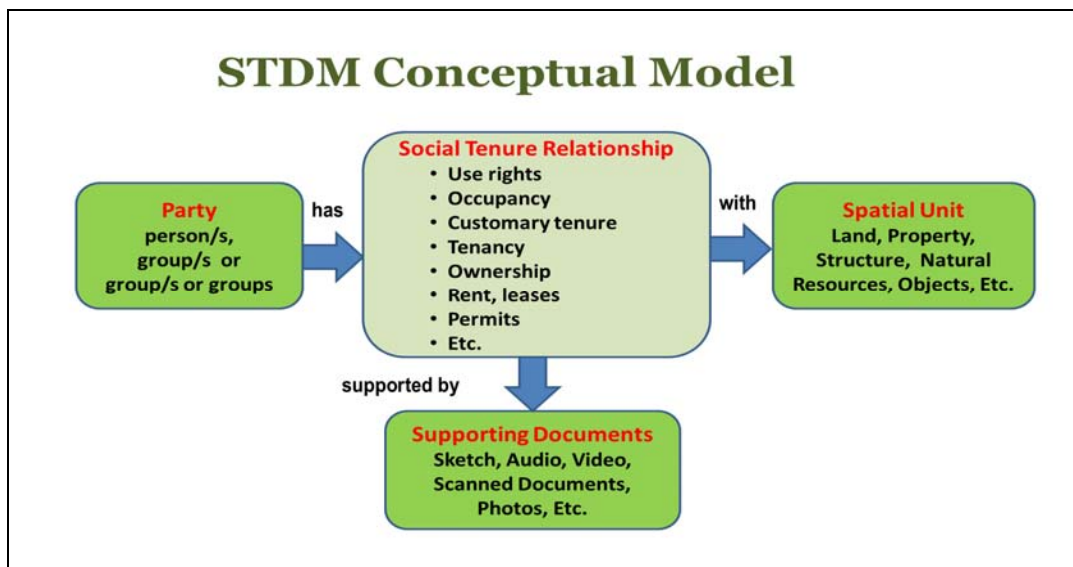 STDM Conceptual Model
Party
person/s,
group/s or
group/s or groups
has
Social Tenure Relationship
• Use rights
• Occupancy
• Customary tenure
• Tenancy
• Ownership
• Rent, leases
• Permits
• Etc.
with
Spatial Unit
Land, Property,
Structure, Natural
Resources, Objects, Etc.
supported by
Supporting Documents
Sketch, Audio, Video,
Scanned Documents,
Photos, Etc.